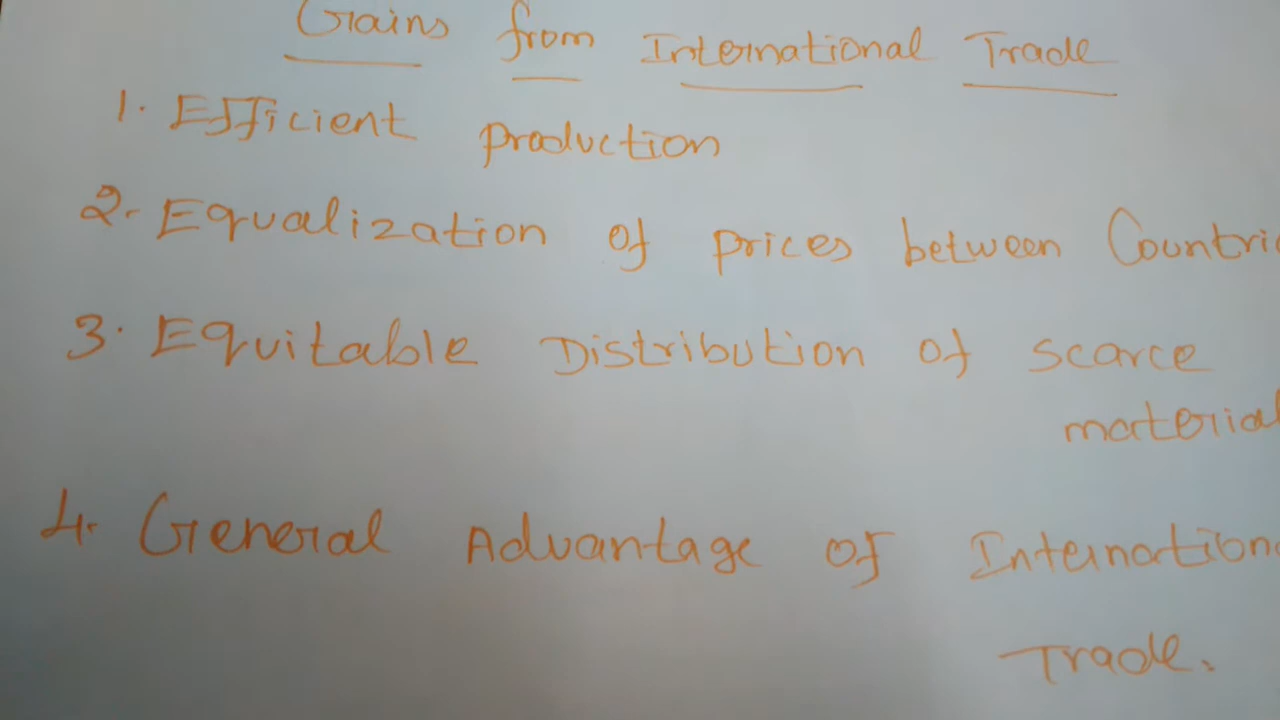 Gains from International Trade
1. Efficient production
2. Equalization of prices between Countri
3. Equitable Distribution of scarce
material
4. General Advantage of Internation
Trade.